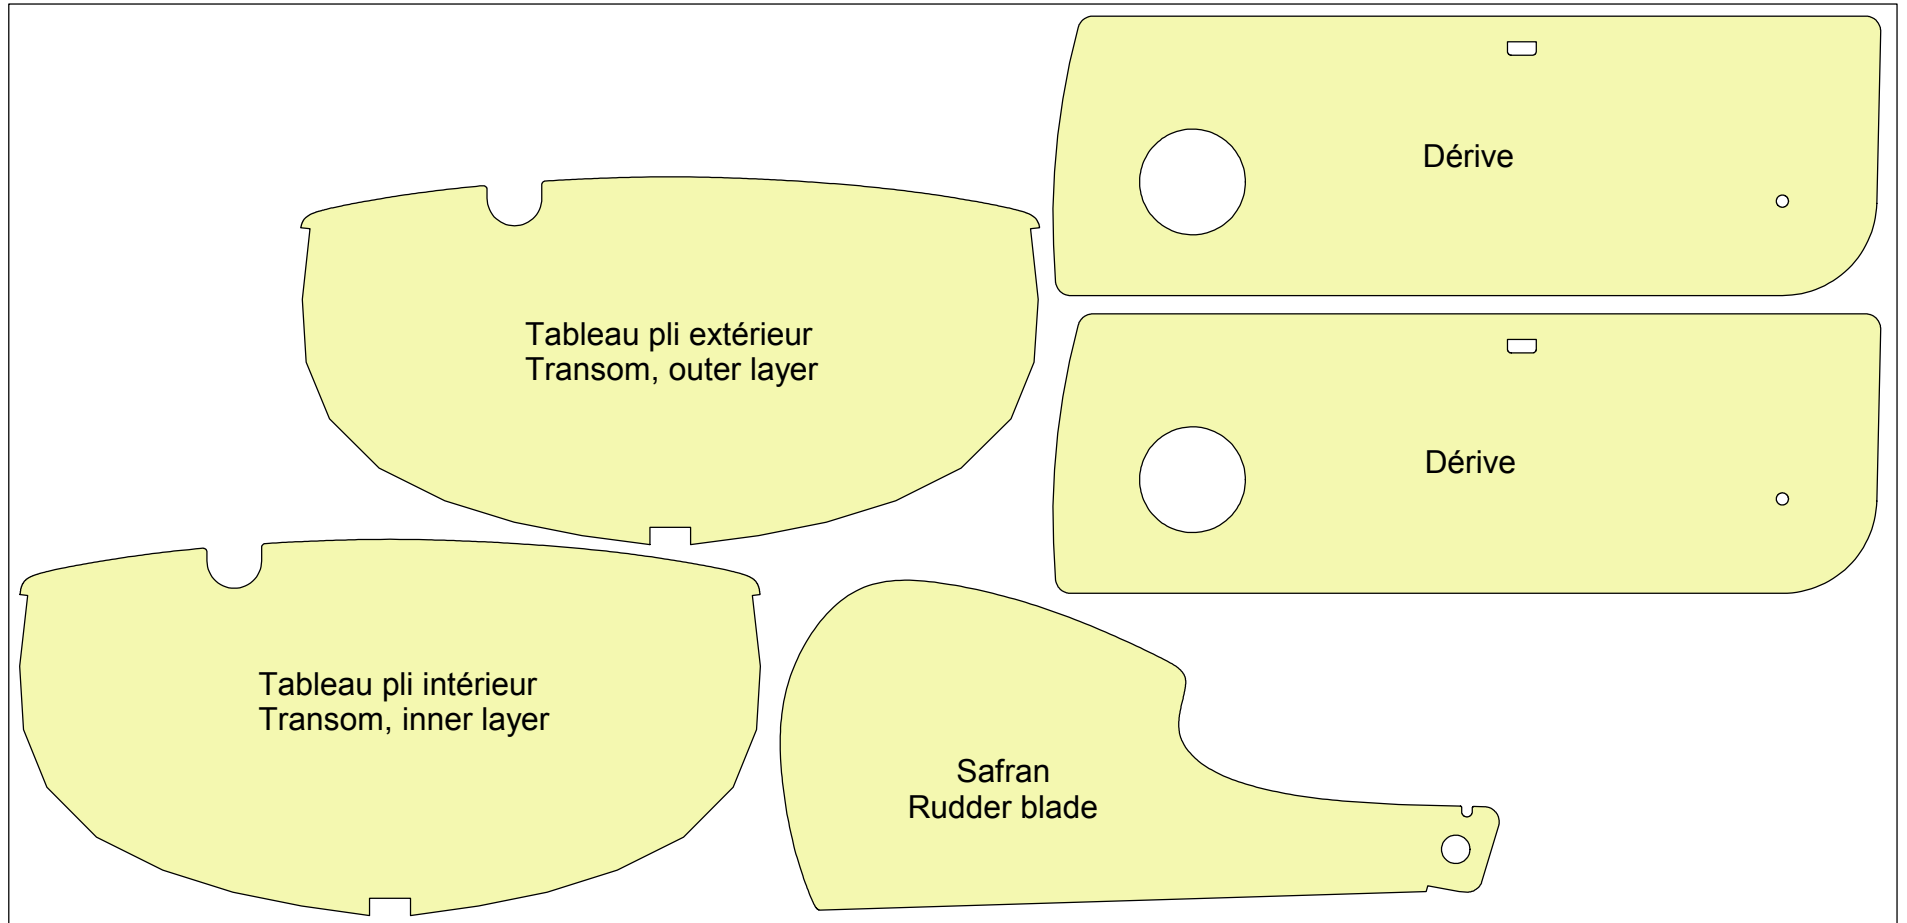 Dérive
Tableau pli extérieur
Transom, outer layer
Dérive
Tableau pli intérieur
Transom, inner layer
Safran
Rudder blade